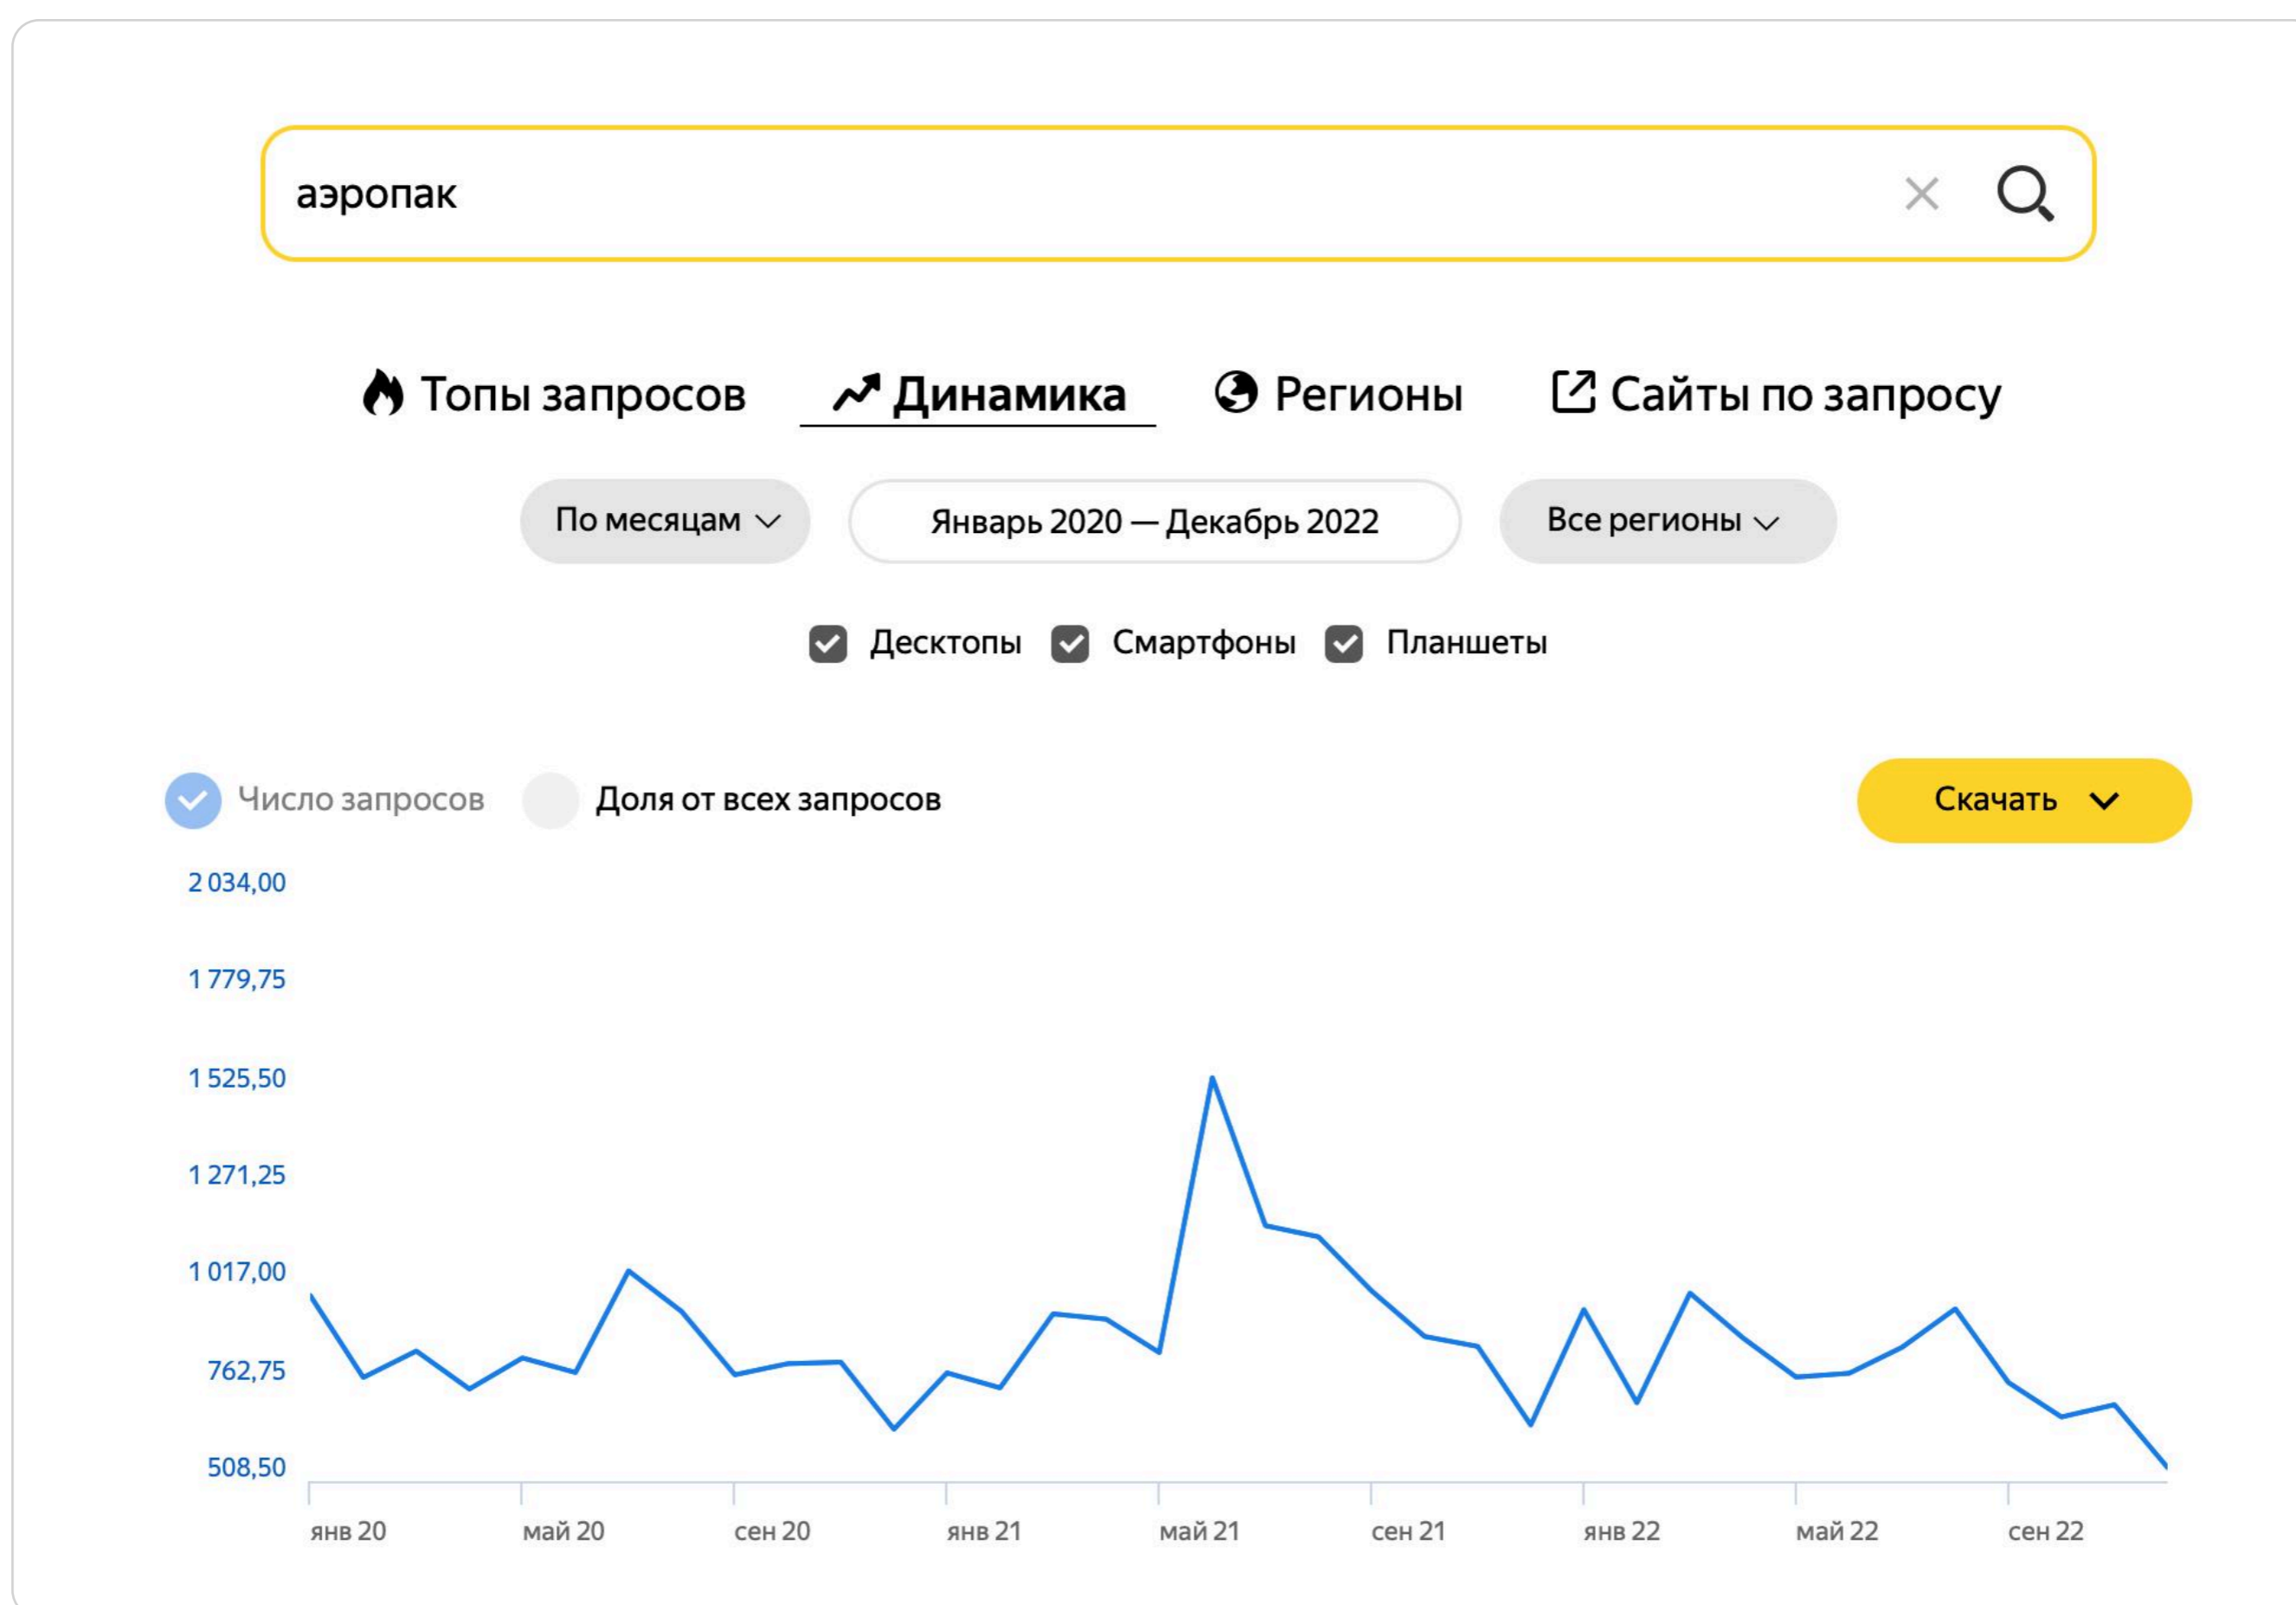 аэропак
Топы запросов Динамика Регионы Сайты по запросу
По месяцам Январь 2020 — Декабрь 2022 Все регионы
Десктопы Смартфоны Планшеты
Число запросов Доля от всех запросов Скачать
2 034,00
1 779,75
1 525,50
1 271,25
1 017,00
762,75
508,50
янв 20 май 20 сен 20 янв 21 май 21 сен 21 янв 22 май 22 сен 22